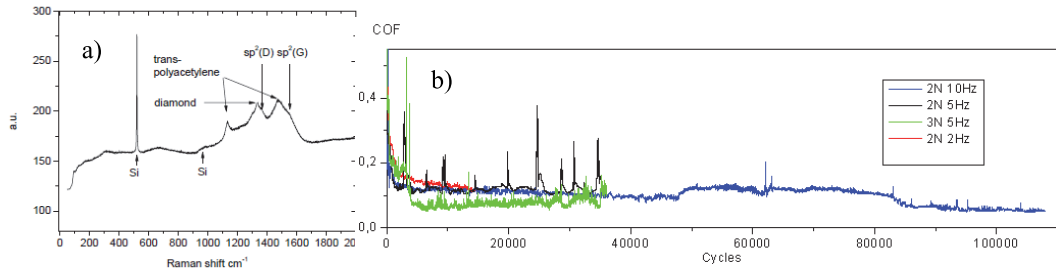 a)
300
250
200
150
100
a.u.
trans-
polyacetylene
diamond
sp²(D) sp²(G)
Si
Si
0 200 400 600 800 1000 1200 1400 1600 1800 2000
Raman shift cm⁻¹
COF
b)
0,4
0,2
0,0
2N 10Hz
2N 5Hz
3N 5Hz
2N 2Hz
0 20000 40000 60000 80000 100000
Cycles